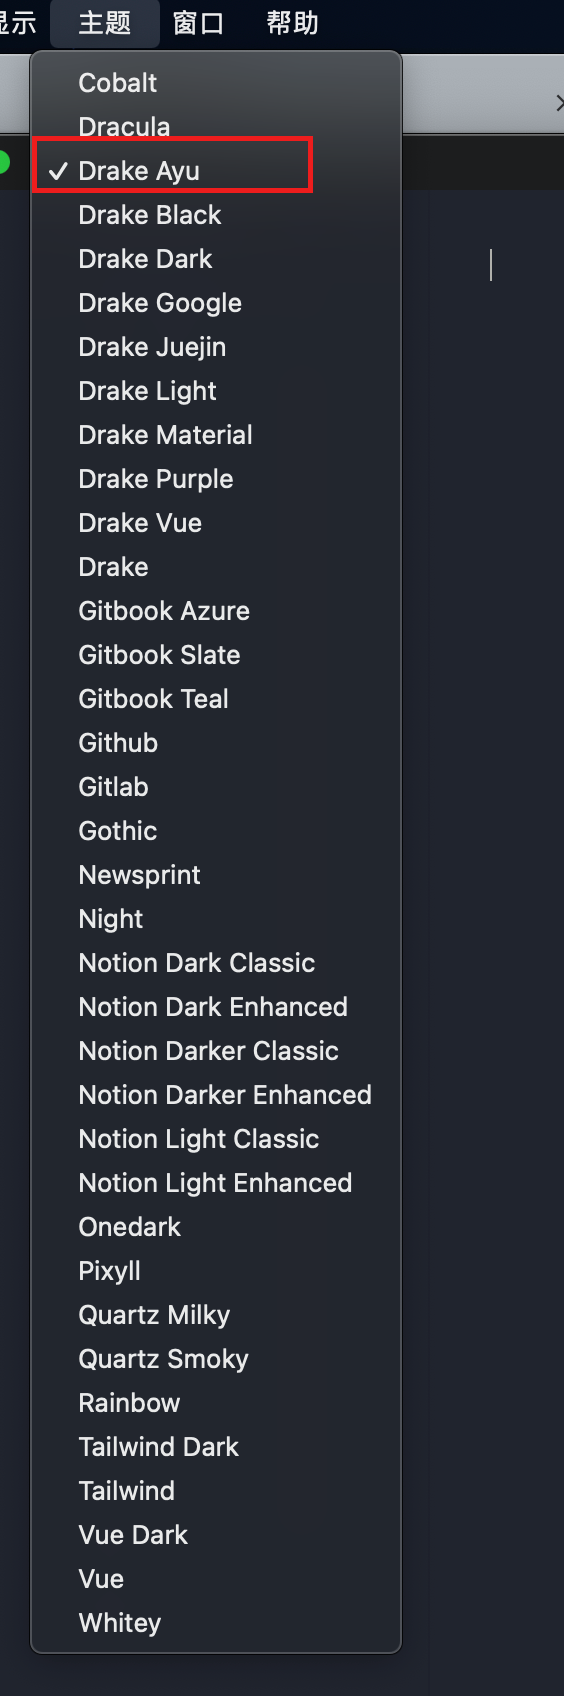 显示 主题 窗口 帮助
Cobalt
Dracula
✓ Drake Ayu
Drake Black
Drake Dark
Drake Google
Drake Juejin
Drake Light
Drake Material
Drake Purple
Drake Vue
Drake
Gitbook Azure
Gitbook Slate
Gitbook Teal
Github
Gitlab
Gothic
Newsprint
Night
Notion Dark Classic
Notion Dark Enhanced
Notion Darker Classic
Notion Darker Enhanced
Notion Light Classic
Notion Light Enhanced
Onedark
Pixyll
Quartz Milky
Quartz Smoky
Rainbow
Tailwind Dark
Tailwind
Vue Dark
Vue
Whitey